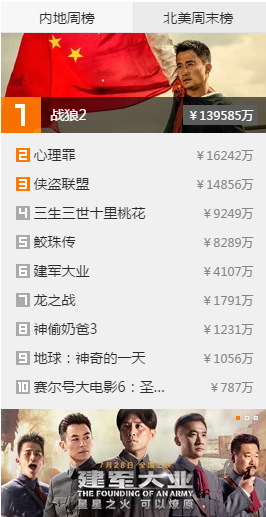 内地周榜
北美周末榜
1 战狼2 ￥139585万
2 心理罪 ￥16242万
3 侠盗联盟 ￥14856万
4 三生三世十里桃花 ￥9249万
5 鲛珠传 ￥8289万
6 建军大业 ￥4107万
7 龙之战 ￥1791万
8 神偷奶爸3 ￥1231万
9 地球：神奇的一天 ￥1056万
10 赛尔号大电影6：圣... ￥787万
7月28日 全国公映
建军大业
THE FOUNDING OF AN ARMY
星星之火 可以燎原